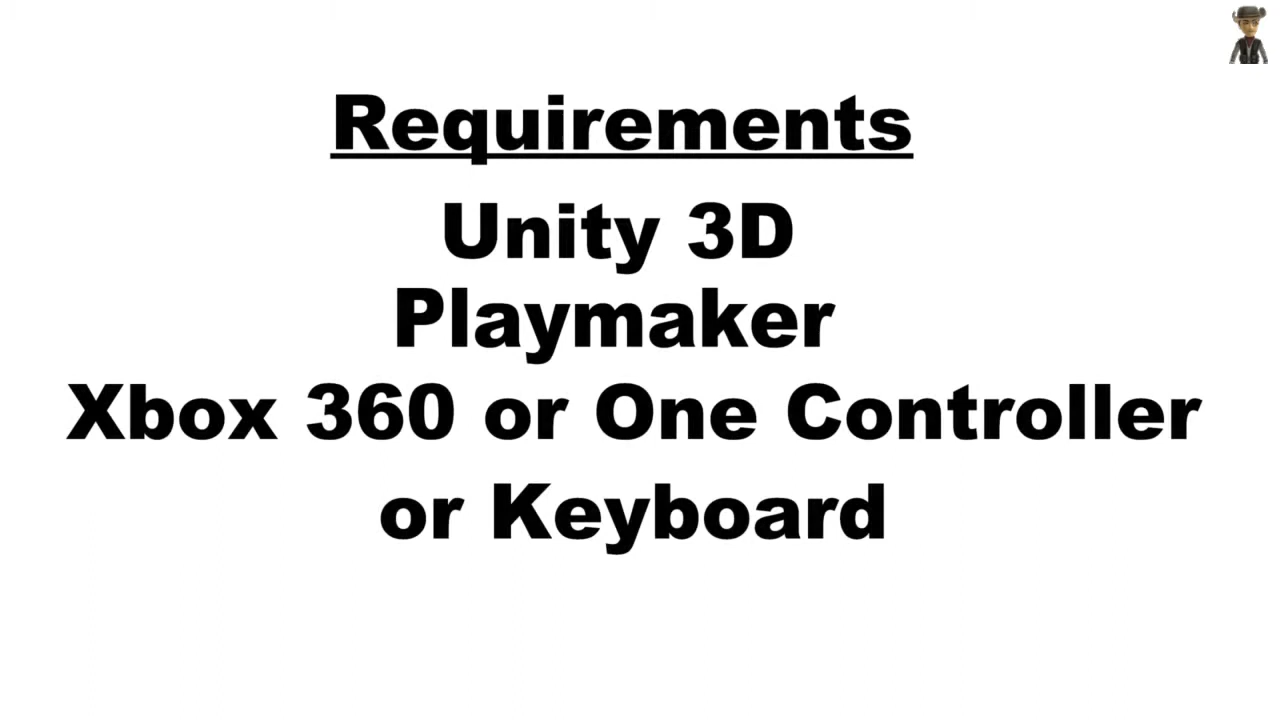 Requirements
Unity 3D
Playmaker
Xbox 360 or One Controller
or Keyboard